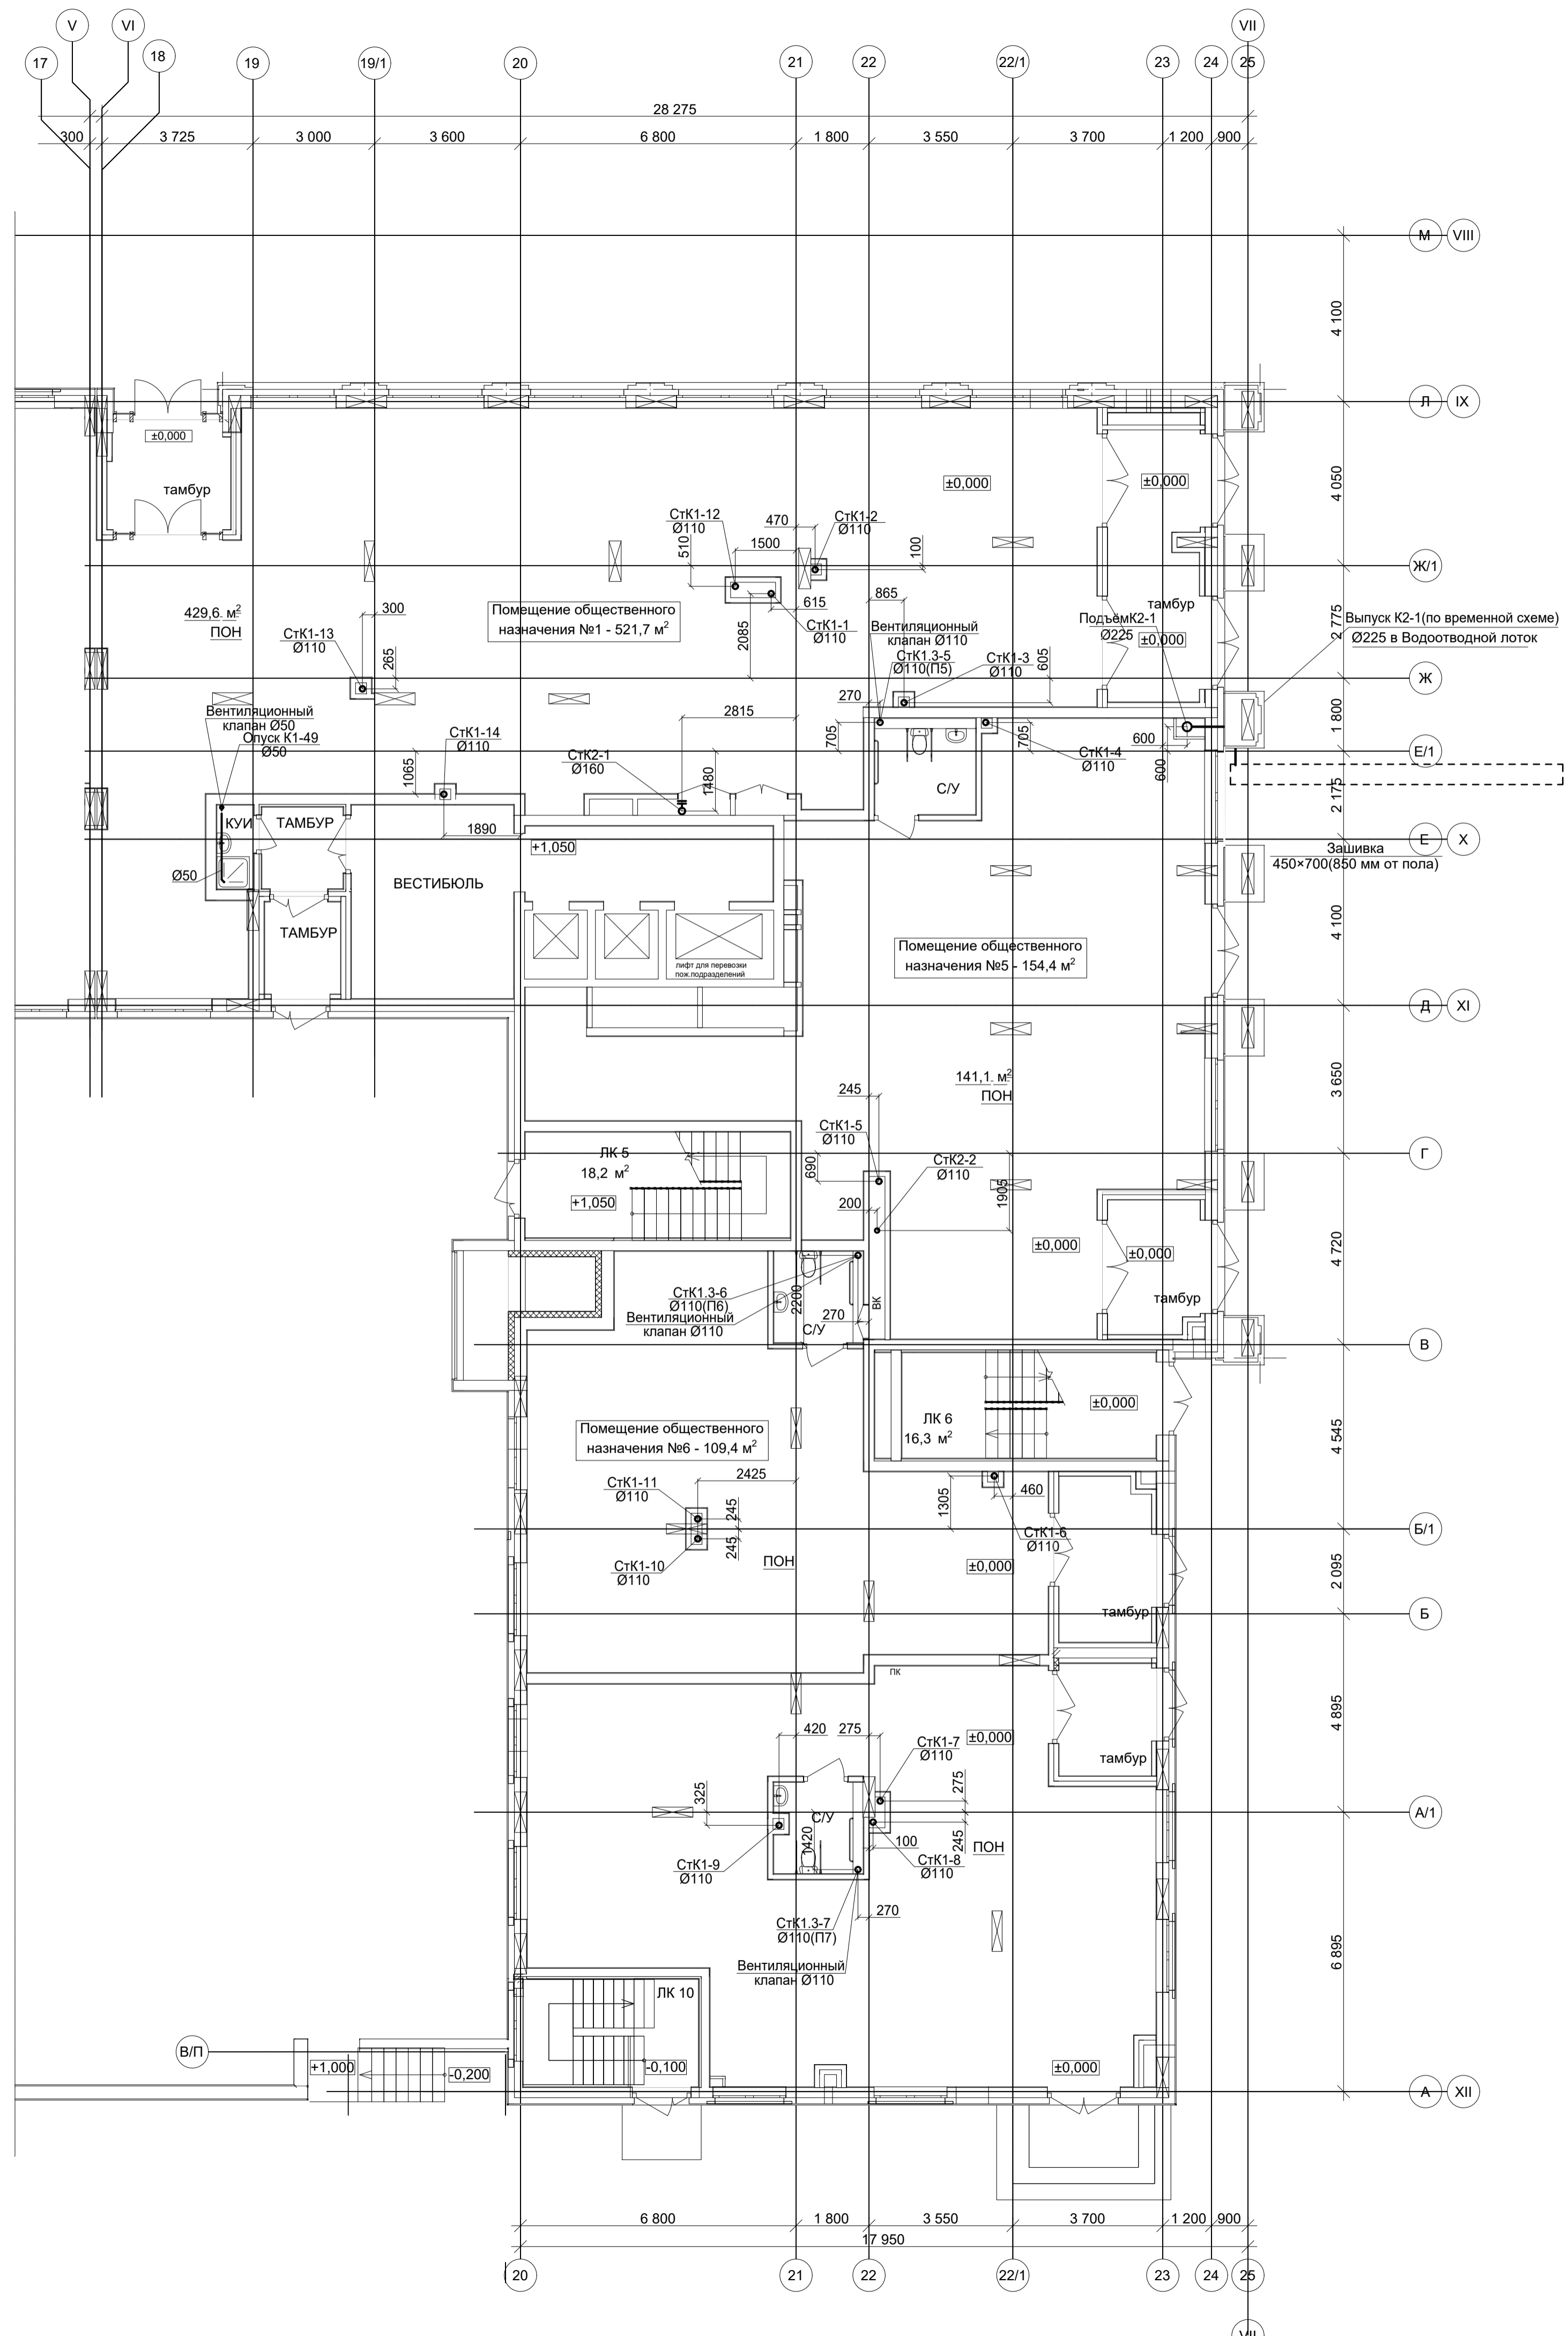 V
VI
VII
17
18
19
19/1
20
21
22
22/1
23
24
25
28 275
300
3 725
3 000
3 600
6 800
1 800
3 550
3 700
1 200
900
М
VIII
4 100
Л
IX
±0,000
тамбур
4 050
±0,000
±0,000
СтК1-12
Ø110
510
1500
470
СтК1-2
Ø110
100
Ж/1
429,6 м2
ПОН
Помещение общественного
назначения №1 - 521,7 м2
300
СтК1-13
Ø110
265
615
2085
СтК1-1
Ø110
865
Вентиляционный
клапан Ø110
СтК1.3-5
Ø110(П5)
СтК1-3
Ø110
605
тамбур
ПодъёмК2-1
Ø225
±0,000
2 775
Выпуск К2-1(по временной схеме)
Ø225 в Водоотводной лоток
Ж
270
Вентиляционный
клапан Ø50
Опуск К1-49
Ø50
СтК1-14
Ø110
1065
2815
СтК2-1
Ø160
1480
705
705
СтК1-4
Ø110
600
600
1 800
Е/1
С/У
2 175
КУИ
ТАМБУР
1890
+1,050
Е
X
Зашивка
450×700(850 мм от пола)
Ø50
ВЕСТИБЮЛЬ
ТАМБУР
лифт для перевозки
пож.подразделений
Помещение общественного
назначения №5 - 154,4 м2
4 100
Д
XI
141,1 м2
ПОН
3 650
245
СтК1-5
Ø110
ЛК 5
18,2 м2
+1,050
690
СтК2-2
Ø110
200
1905
Г
±0,000
±0,000
тамбур
4 720
СтК1.3-6
Ø110(П6)
Вентиляционный
клапан Ø110
2200
270
С/У
ВК
В
±0,000
ЛК 6
16,3 м2
Помещение общественного
назначения №6 - 109,4 м2
4 545
2425
СтК1-11
Ø110
245
245
СтК1-10
Ø110
1305
460
СтК1-6
Ø110
Б/1
ПОН
±0,000
2 095
тамбур
Б
ПК
4 895
420
275
СтК1-7
Ø110
±0,000
275
тамбур
325
С/У
А/1
1420
100
245
ПОН
СтК1-9
Ø110
СтК1-8
Ø110
270
СтК1.3-7
Ø110(П7)
Вентиляционный
клапан Ø110
6 895
ЛК 10
В/П
+1,000
-0,200
-0,100
±0,000
А
XII
6 800
1 800
3 550
3 700
1 200
900
17 950
20
21
22
22/1
23
24
25
VII